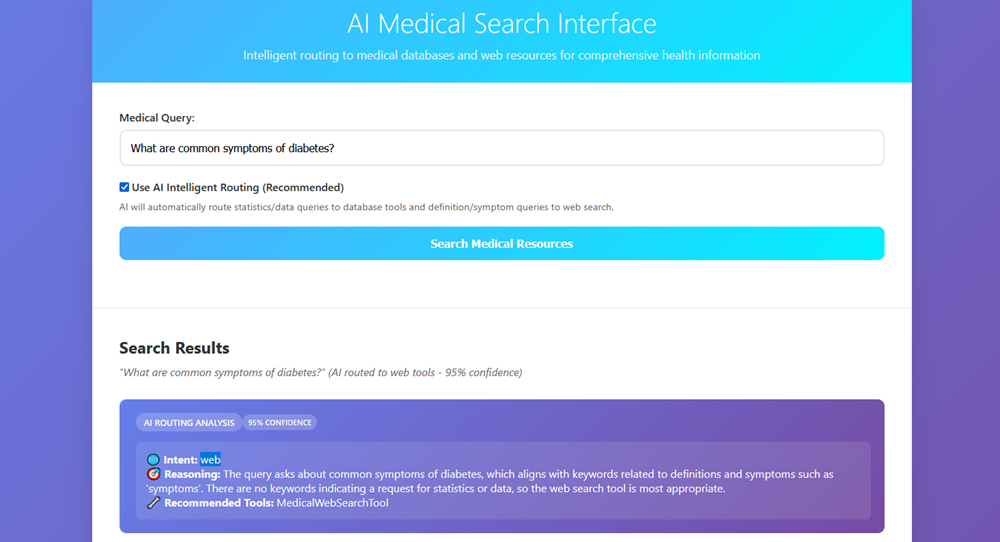 AI Medical Search Interface
Intelligent routing to medical databases and web resources for comprehensive health information
Medical Query:
What are common symptoms of diabetes?
Use AI Intelligent Routing (Recommended)
AI will automatically route statistics/data queries to database tools and definition/symptom queries to web search.
Search Medical Resources
Search Results
"What are common symptoms of diabetes?" (AI routed to web tools - 95% confidence)
AI ROUTING ANALYSIS 95% CONFIDENCE
Intent: web
Reasoning: The query asks about common symptoms of diabetes, which aligns with keywords related to definitions and symptoms such as
'symptoms'. There are no keywords indicating a request for statistics or data, so the web search tool is most appropriate.
Recommended Tools: MedicalWebSearchTool